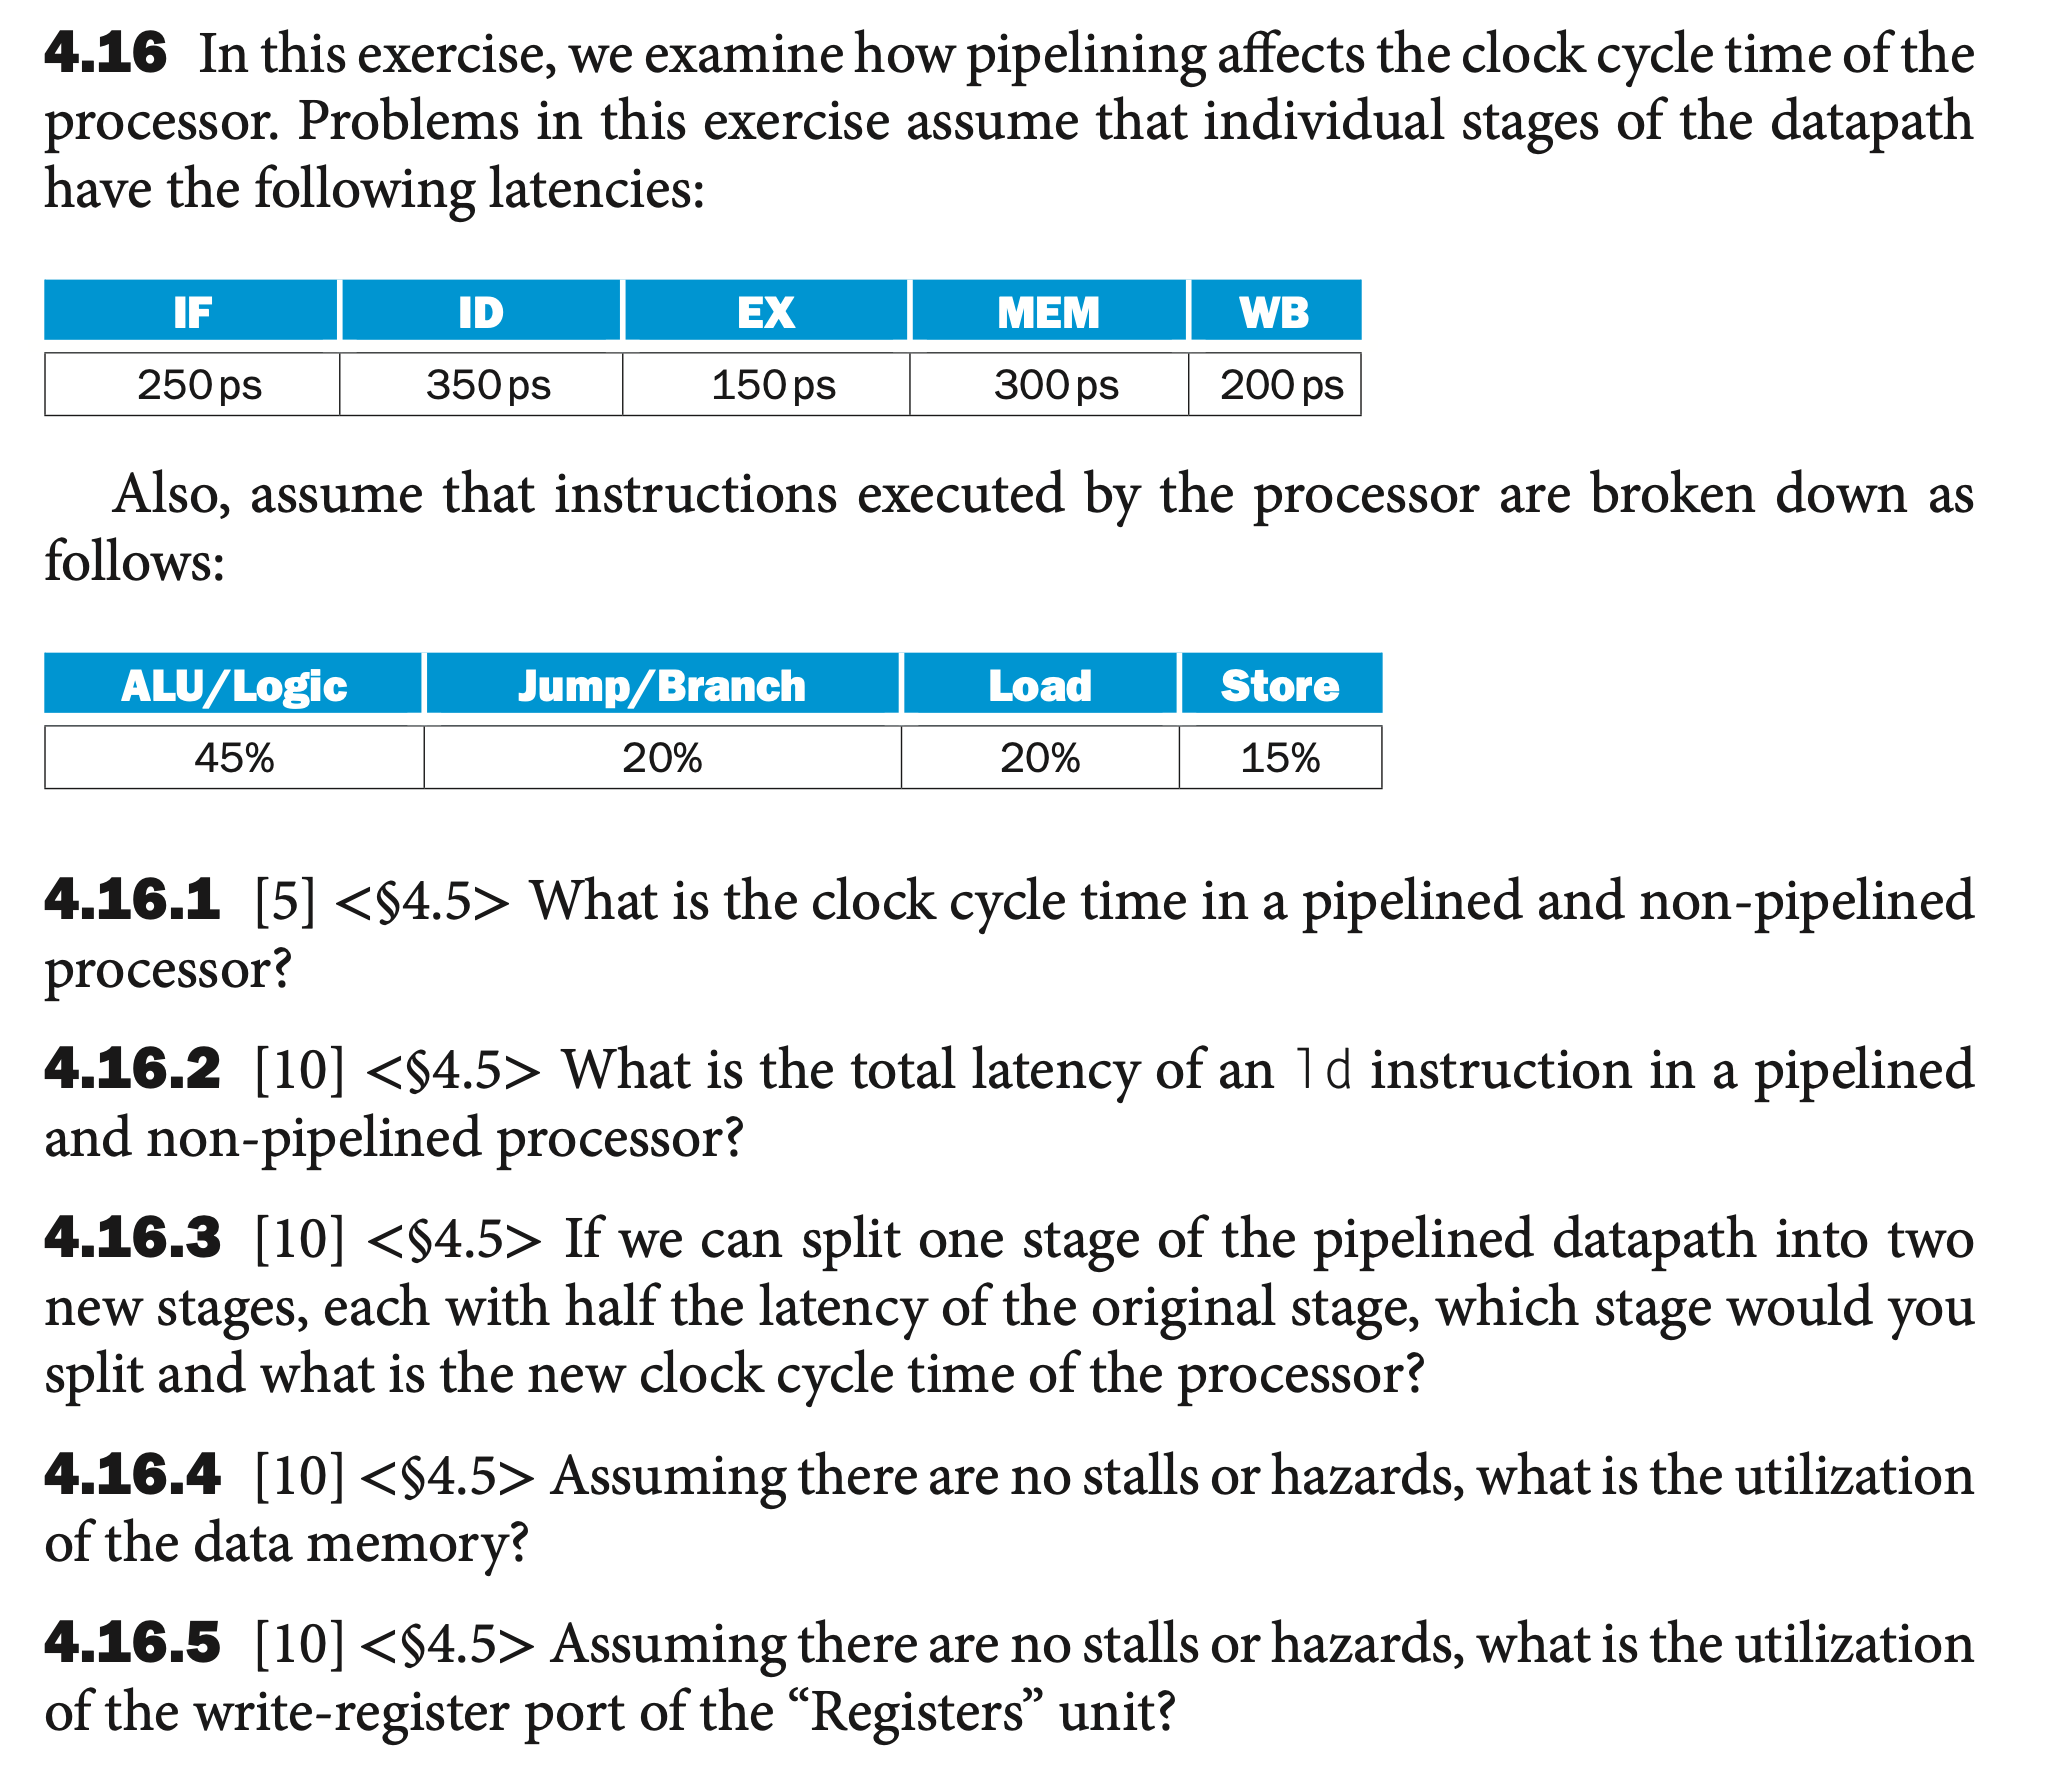 4.16 In this exercise, we examine how pipelining affects the clock cycle time of the
processor. Problems in this exercise assume that individual stages of the datapath
have the following latencies:
IF ID EX MEM WB
250 ps 350 ps 150 ps 300 ps 200 ps
Also, assume that instructions executed by the processor are broken down as
follows:
ALU/Logic Jump/Branch Load Store
45% 20% 20% 15%
4.16.1 [5] <§4.5> What is the clock cycle time in a pipelined and non-pipelined
processor?
4.16.2 [10] <§4.5> What is the total latency of an ld instruction in a pipelined
and non-pipelined processor?
4.16.3 [10] <§4.5> If we can split one stage of the pipelined datapath into two
new stages, each with half the latency of the original stage, which stage would you
split and what is the new clock cycle time of the processor?
4.16.4 [10] <§4.5> Assuming there are no stalls or hazards, what is the utilization
of the data memory?
4.16.5 [10] <§4.5> Assuming there are no stalls or hazards, what is the utilization
of the write-register port of the “Registers” unit?